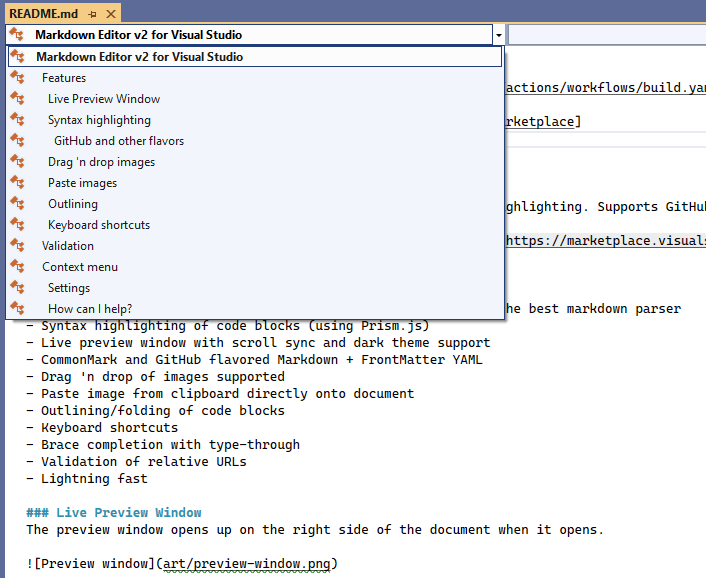 README.md
Markdown Editor v2 for Visual Studio
Markdown Editor v2 for Visual Studio
Features
Live Preview Window
Syntax highlighting
GitHub and other flavors
Drag 'n drop images
Paste images
Outlining
Keyboard shortcuts
Validation
Context menu
Settings
How can I help?
actions/workflows/build.yam
rketplace]
ghlighting. Supports GitHub
https://marketplace.visuals
he best markdown parser
- Syntax highlighting of code blocks (using Prism.js)
- Live preview window with scroll sync and dark theme support
- CommonMark and GitHub flavored Markdown + FrontMatter YAML
- Drag 'n drop of images supported
- Paste image from clipboard directly onto document
- Outlining/folding of code blocks
- Keyboard shortcuts
- Brace completion with type-through
- Validation of relative URLs
- Lightning fast
### Live Preview Window
The preview window opens up on the right side of the document when it opens.
![Preview window](art/preview-window.png)